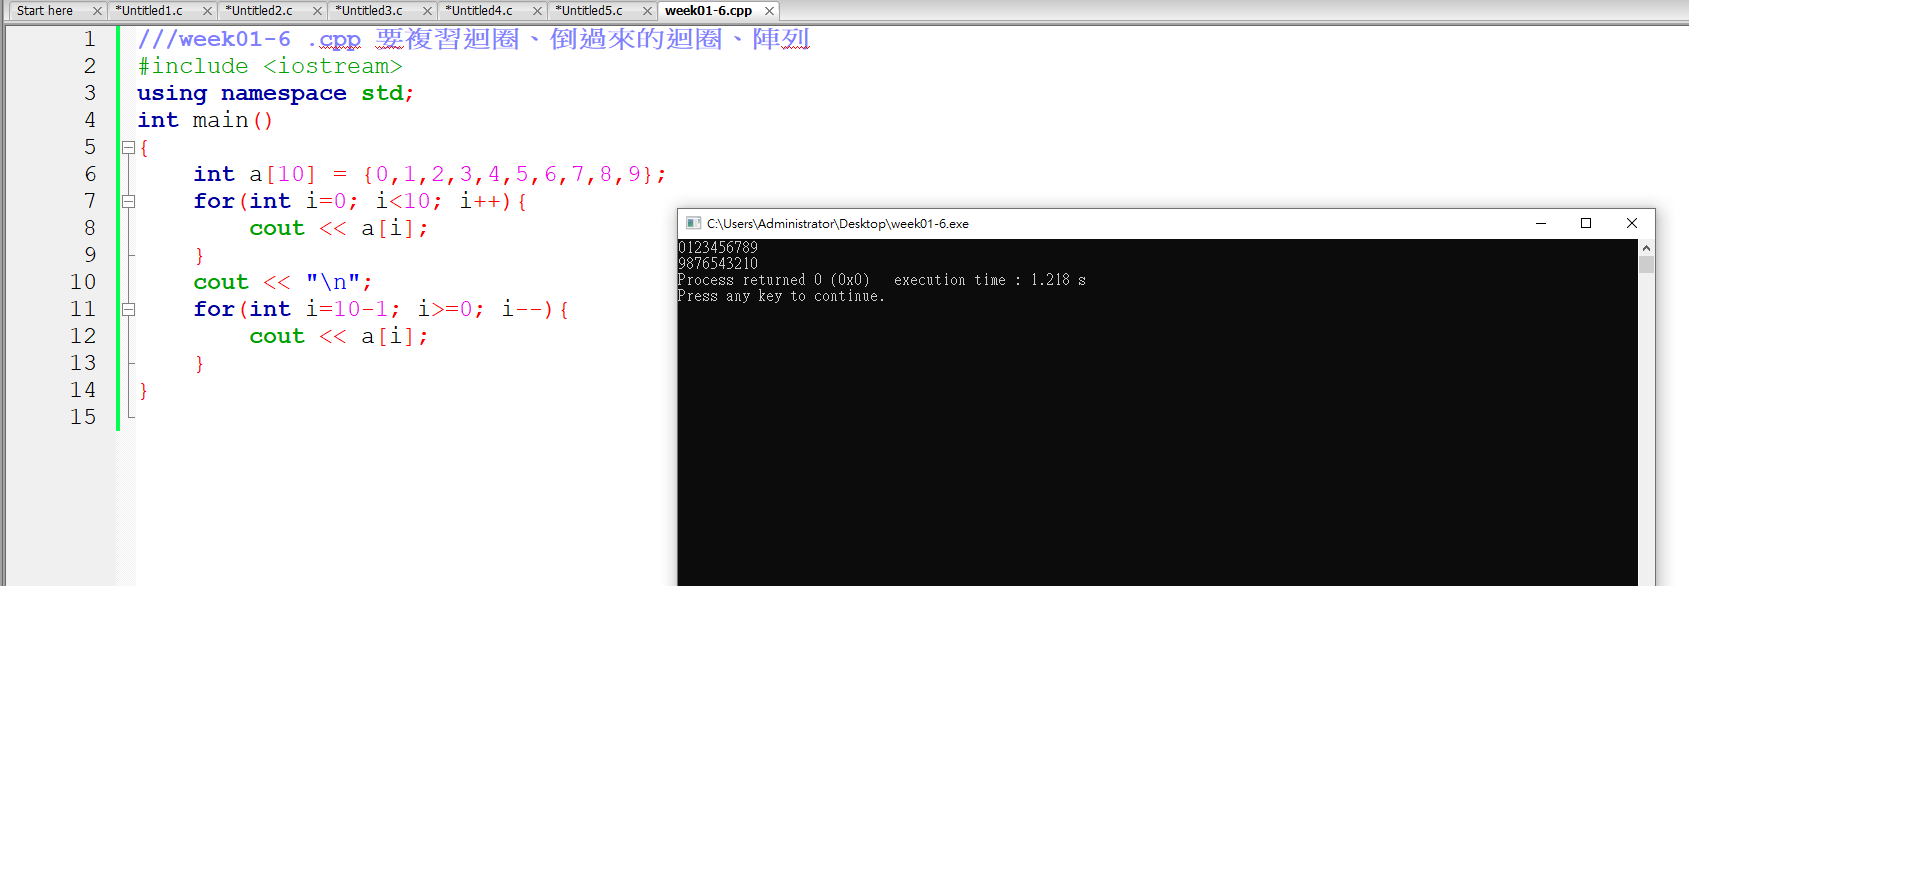 Start here *Untitled1.c *Untitled2.c *Untitled3.c *Untitled4.c *Untitled5.c week01-6.cpp
1 ///week01-6 .cpp 要複習迴圈、倒過來的迴圈、陣列
2 #include <iostream>
3 using namespace std;
4 int main()
5 {
6 int a[10] = {0,1,2,3,4,5,6,7,8,9};
7 for(int i=0; i<10; i++){
8 cout << a[i];
9 }
10 cout << "\n";
11 for(int i=10-1; i>=0; i--){
12 cout << a[i];
13 }
14 }
15
C:\Users\Administrator\Desktop\week01-6.exe
0123456789
9876543210
Process returned 0 (0x0) execution time : 1.218 s
Press any key to continue.